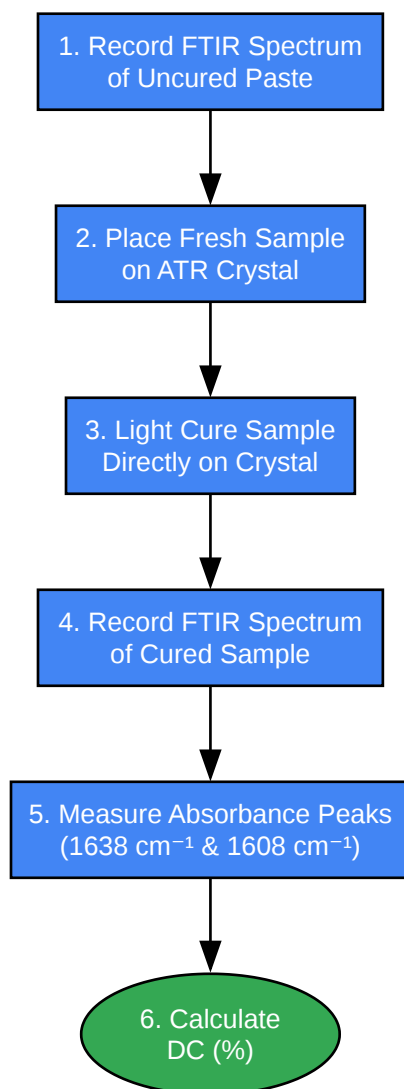 1. Record FTIR Spectrum
of Uncured Paste
2. Place Fresh Sample
on ATR Crystal
3. Light Cure Sample
Directly on Crystal
4. Record FTIR Spectrum
of Cured Sample
5. Measure Absorbance Peaks
(1638 cm⁻¹ & 1608 cm⁻¹)
6. Calculate
DC (%)